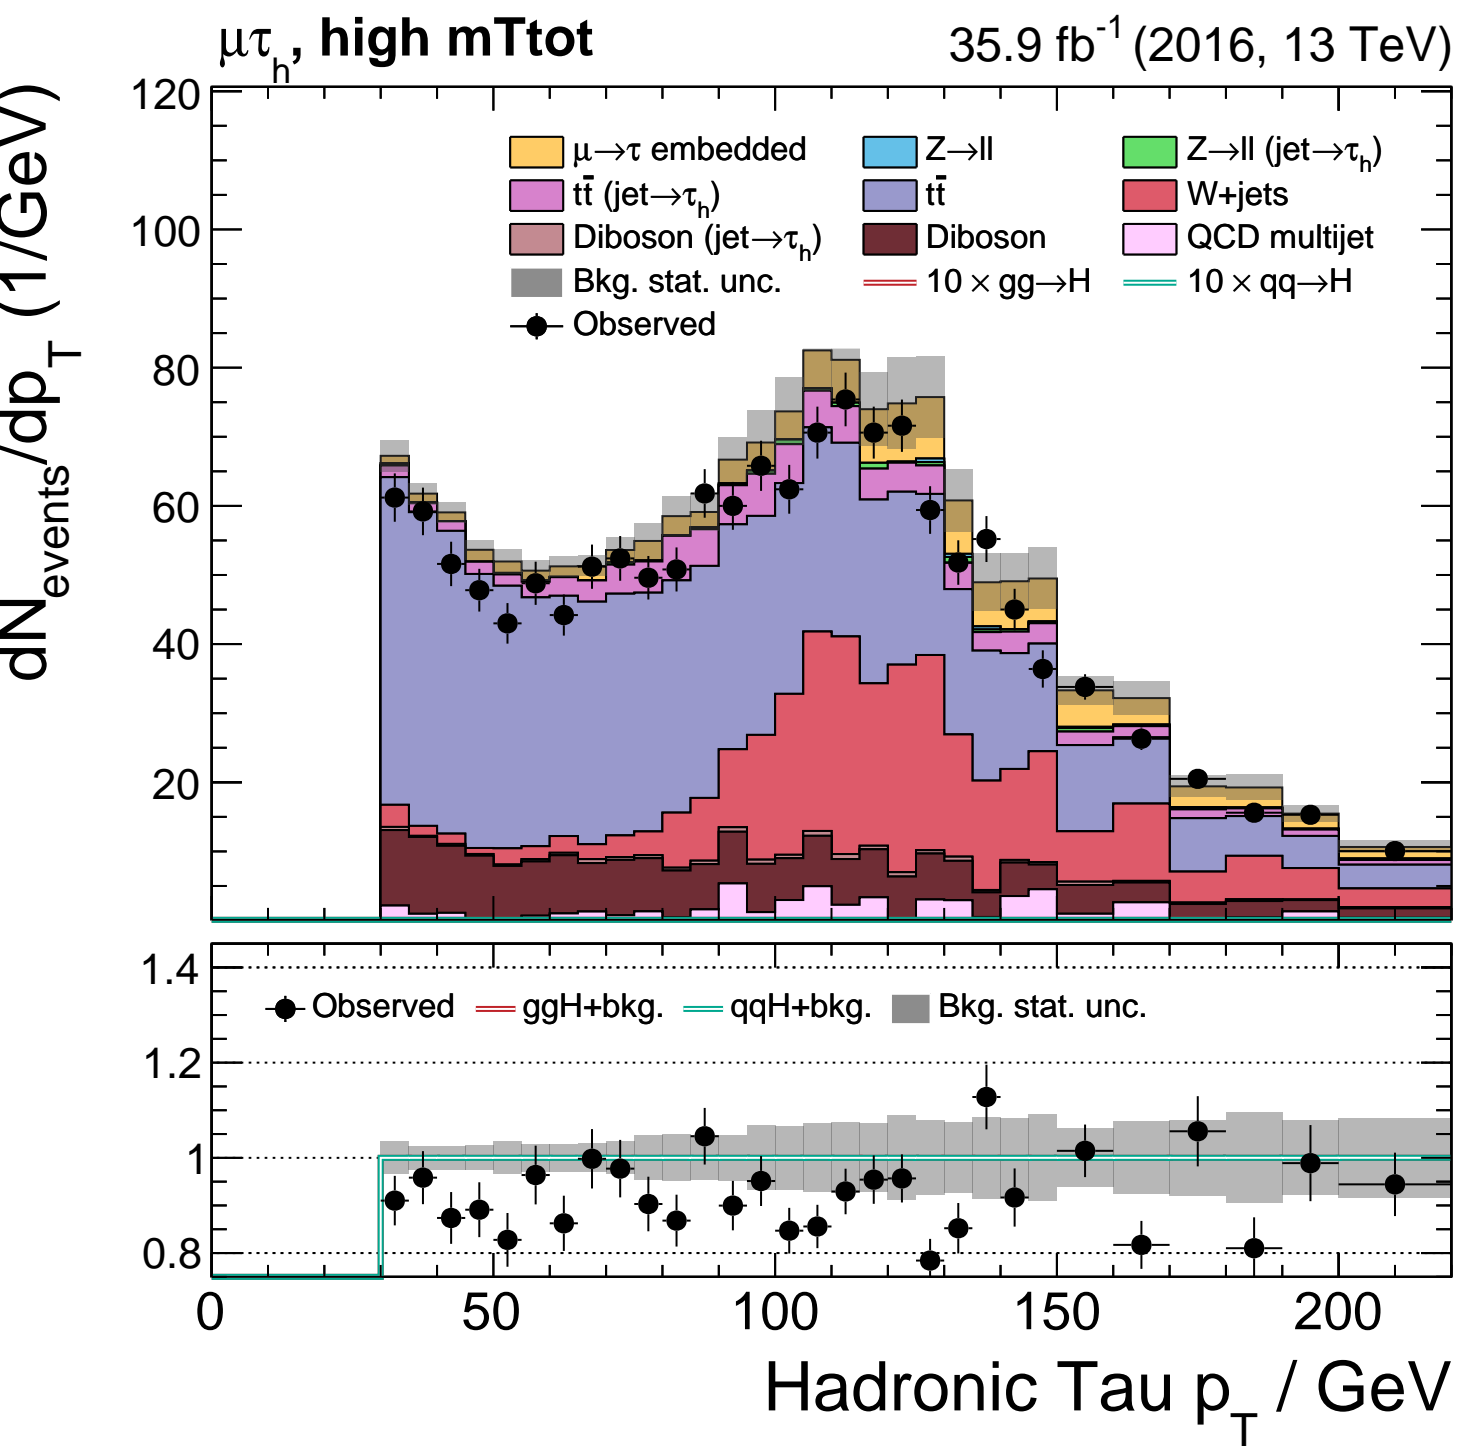 μτh, high mTtot 35.9 fb-1 (2016, 13 TeV)
dNevents/dpT (1/GeV)
120
100
80
60
40
20
μ→τ embedded Z→ll Z→ll (jet→τh)
tt̄ (jet→τh) tt̄ W+jets
Diboson (jet→τh) Diboson QCD multijet
Bkg. stat. unc. 10 × gg→H 10 × qq→H
Observed
1.4
1.2
1
0.8
Observed ggH+bkg. qqH+bkg. Bkg. stat. unc.
0 50 100 150 200
Hadronic Tau pT / GeV